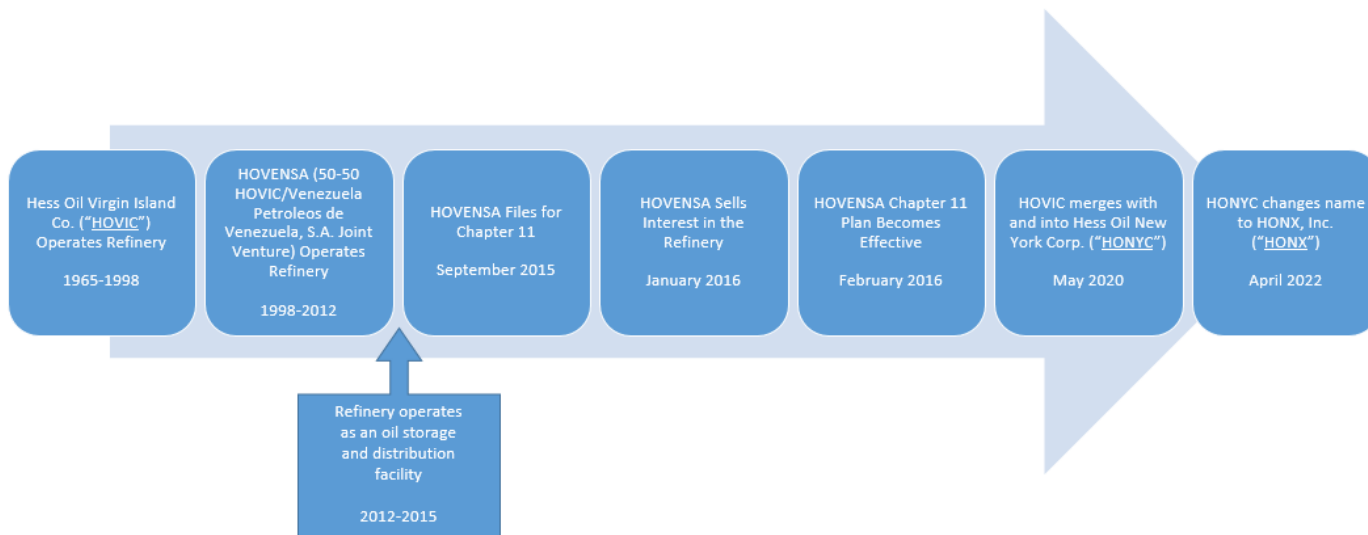 Hess Oil Virgin Island
Co. (“HOVIC”)
Operates Refinery
1965-1998
HOVENSA (50-50
HOVIC/Venezuela
Petroleos de
Venezuela, S.A. Joint
Venture) Operates
Refinery
1998-2012
HOVENSA Files for
Chapter 11
September 2015
HOVENSA Sells
Interest in the
Refinery
January 2016
HOVENSA Chapter 11
Plan Becomes
Effective
February 2016
HOVIC merges with
and into Hess Oil New
York Corp. (“HONYC”)
May 2020
HONYC changes name
to HONX, Inc.
(“HONX”)
April 2022
Refinery operates
as an oil storage
and distribution
facility
2012-2015